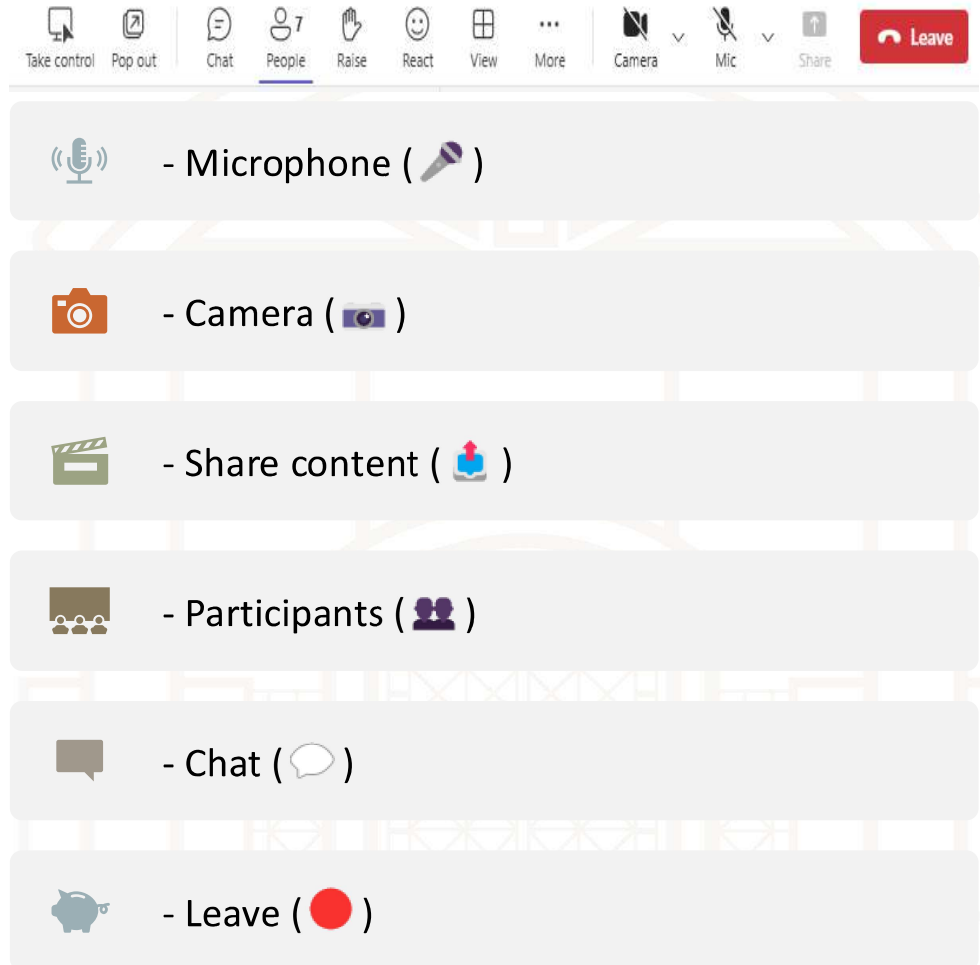 Take control Pop out Chat People 7 Raise React View More Camera Mic Share Leave
- Microphone (🎤)
- Camera (📷)
- Share content (📤)
- Participants (👥)
- Chat (💬)
- Leave (🔴)